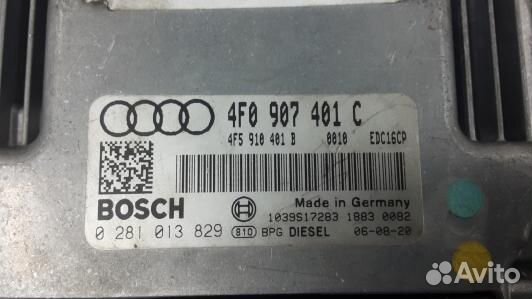 4F0 907 401 C
4F5 910 401 B 0010 EDC16CP
Made in Germany
BOSCH
1039S17283 1883 0082
0 281 013 829 810 BPG DIESEL 06-08-20
Avito